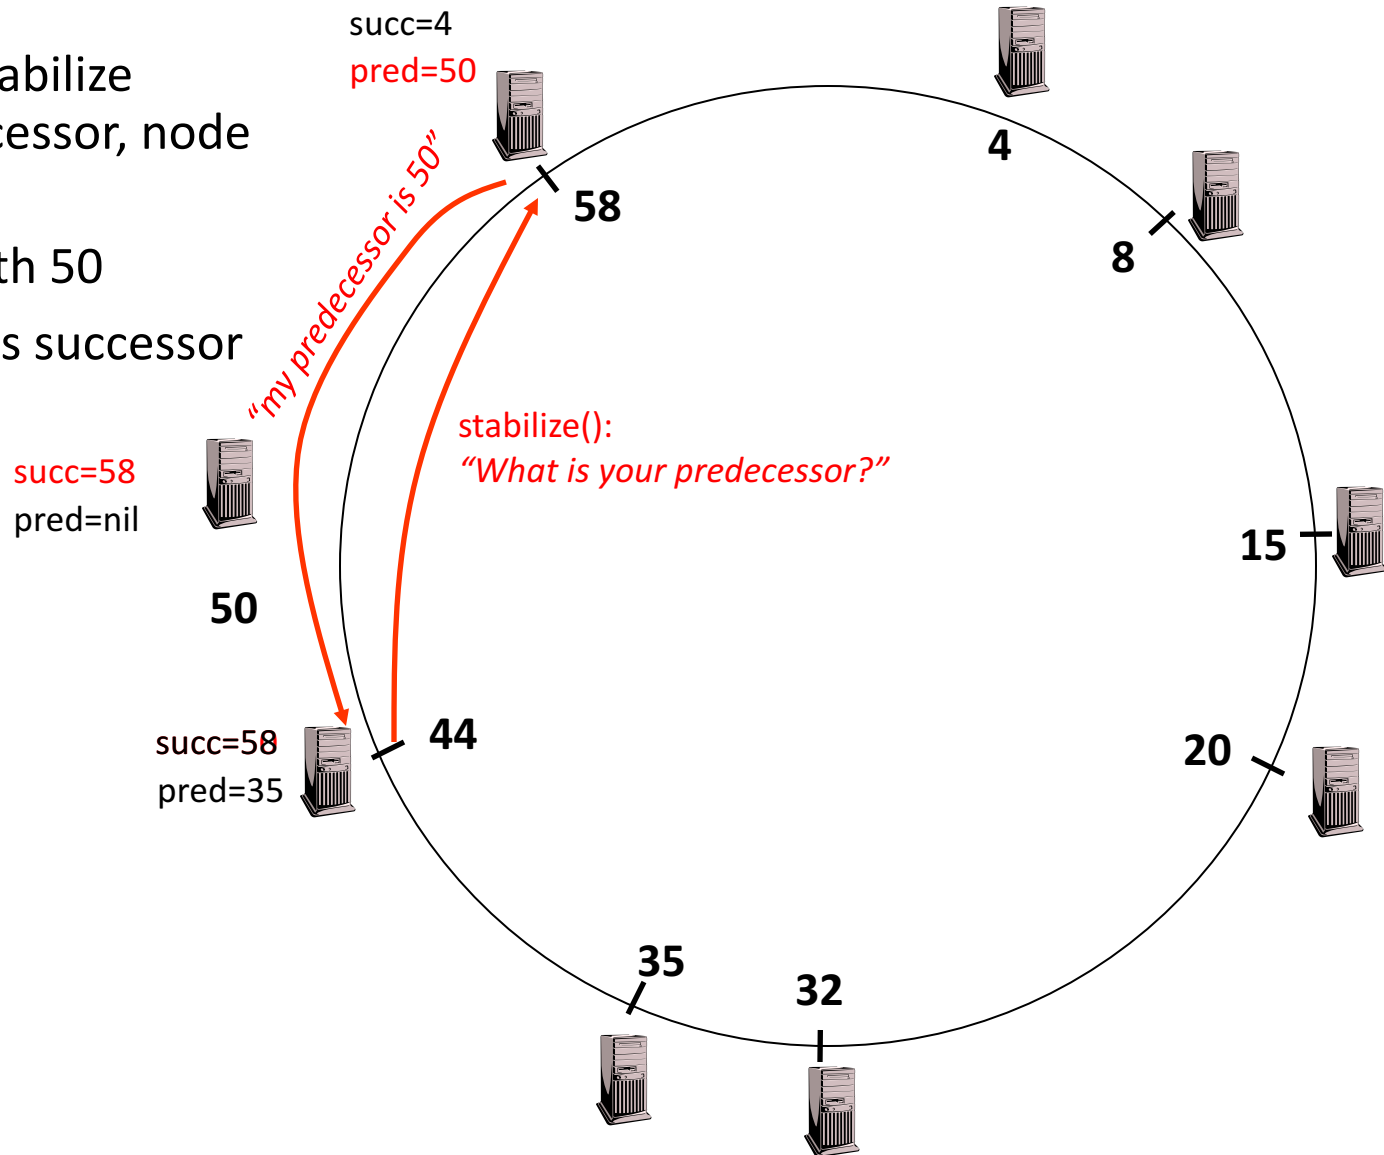 abilize
cessor, node
th 50
s successor
succ=4
pred=50
"my predecessor is 50"
stabilize():
"What is your predecessor?"
succ=58
pred=nil
50
succ=58
pred=35
44
58
4
8
15
20
32
35